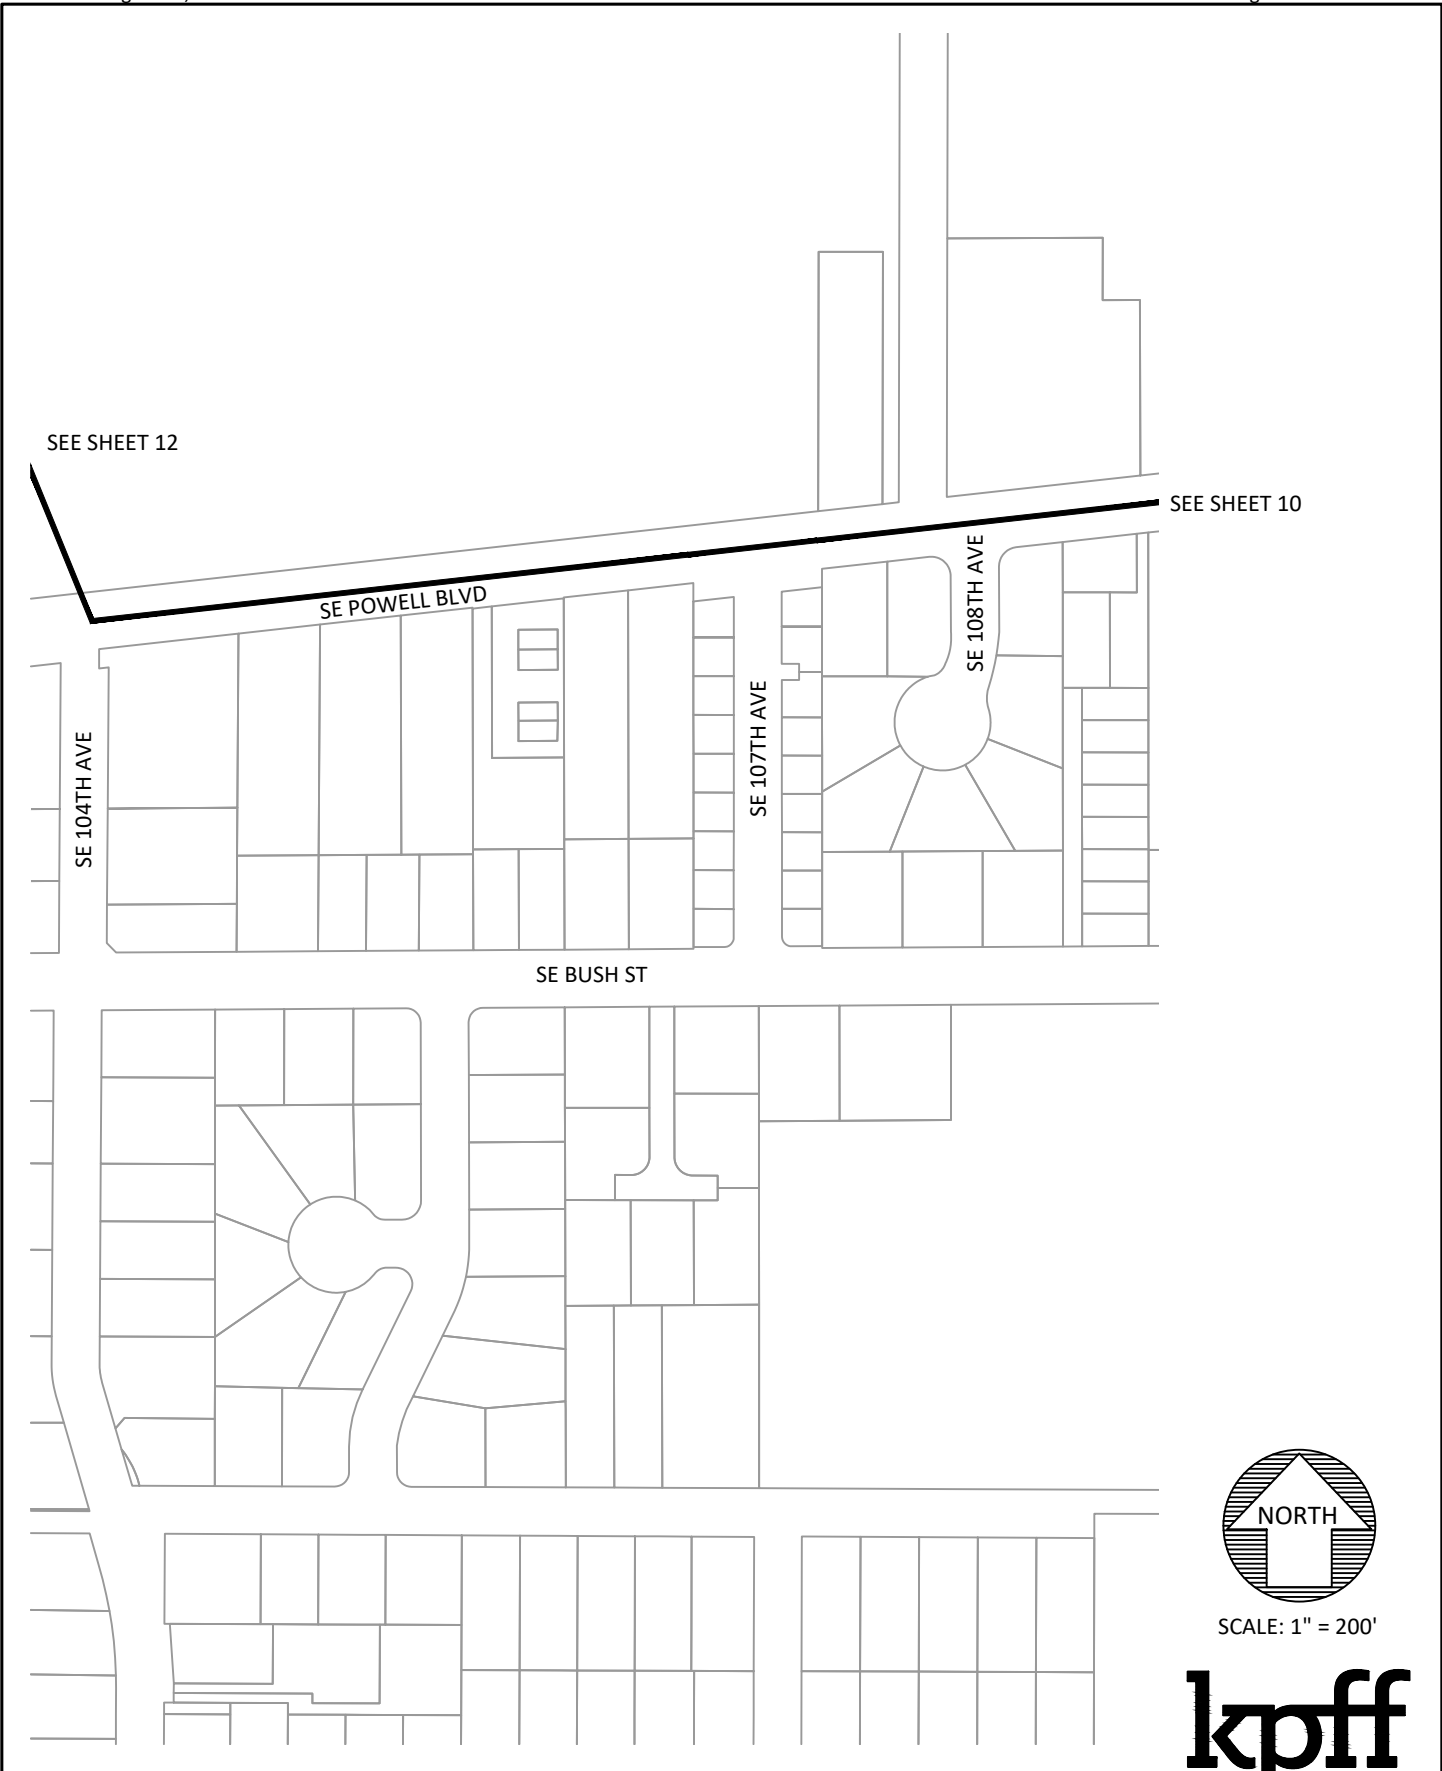 SEE SHEET 12
SEE SHEET 10
SE POWELL BLVD
SE 108TH AVE
SE 107TH AVE
SE 104TH AVE
SE BUSH ST
NORTH
SCALE: 1" = 200'
kpff